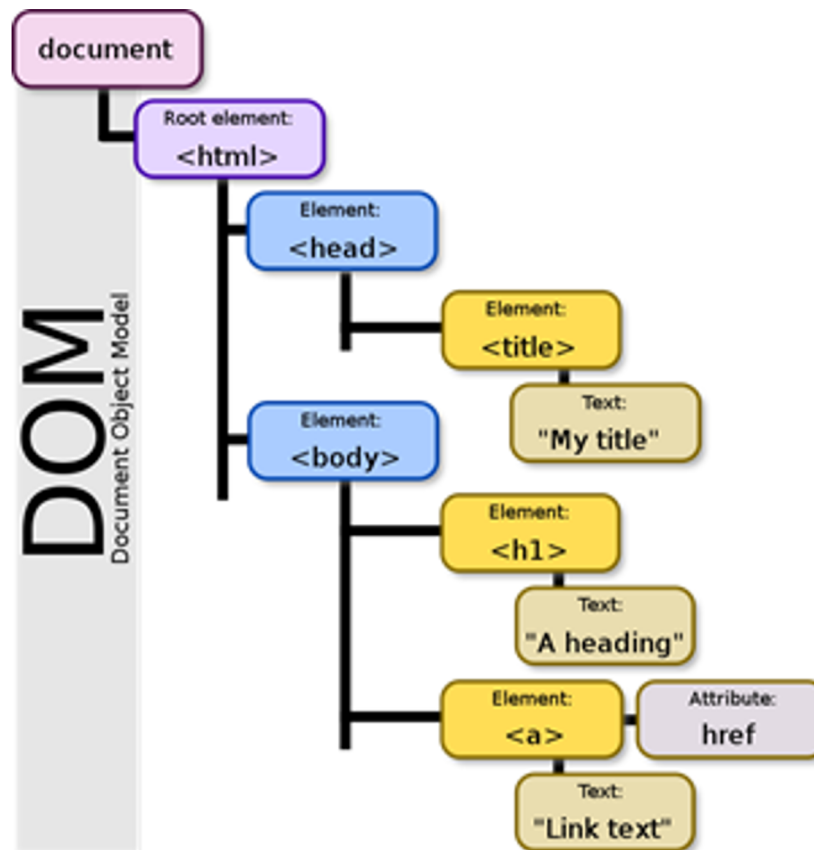 document
Root element:
<html>
Element:
<head>
Element:
<title>
Text:
"My title"
Element:
<body>
Element:
<h1>
Text:
"A heading"
Element:
<a>
Attribute:
href
Text:
"Link text"
DOM
Document Object Model